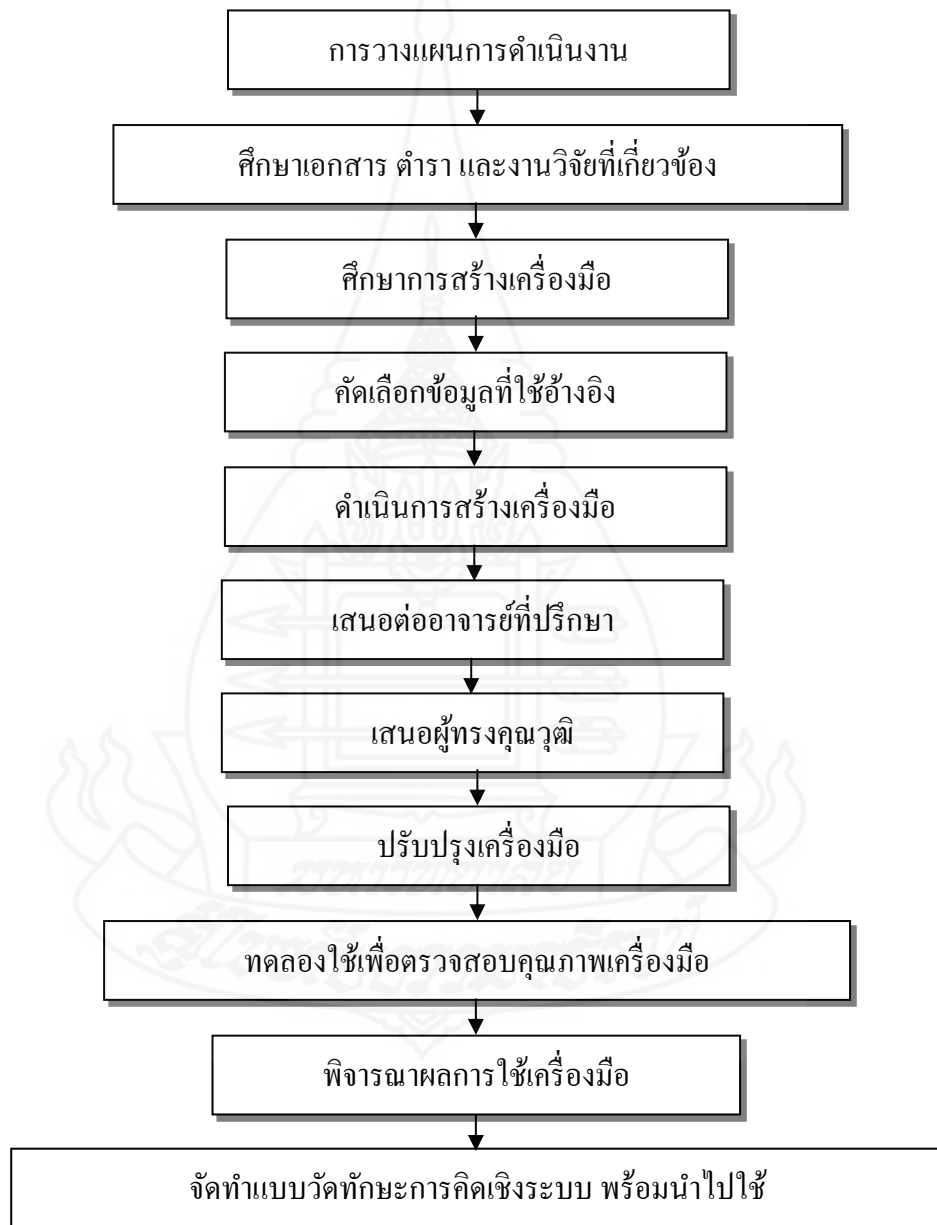 การวางแผนการดำเนินงาน
ศึกษาเอกสาร ตำรา และงานวิจัยที่เกี่ยวข้อง
ศึกษาการสร้างเครื่องมือ
คัดเลือกข้อมูลที่ใช้อ้างอิง
ดำเนินการสร้างเครื่องมือ
เสนอต่ออาจารย์ที่ปรึกษา
เสนอผู้ทรงคุณวุฒิ
ปรับปรุงเครื่องมือ
ทดลองใช้เพื่อตรวจสอบคุณภาพเครื่องมือ
พิจารณาผลการใช้เครื่องมือ
จัดทำแบบวัดทักษะการคิดเชิงระบบ พร้อมนำไปใช้